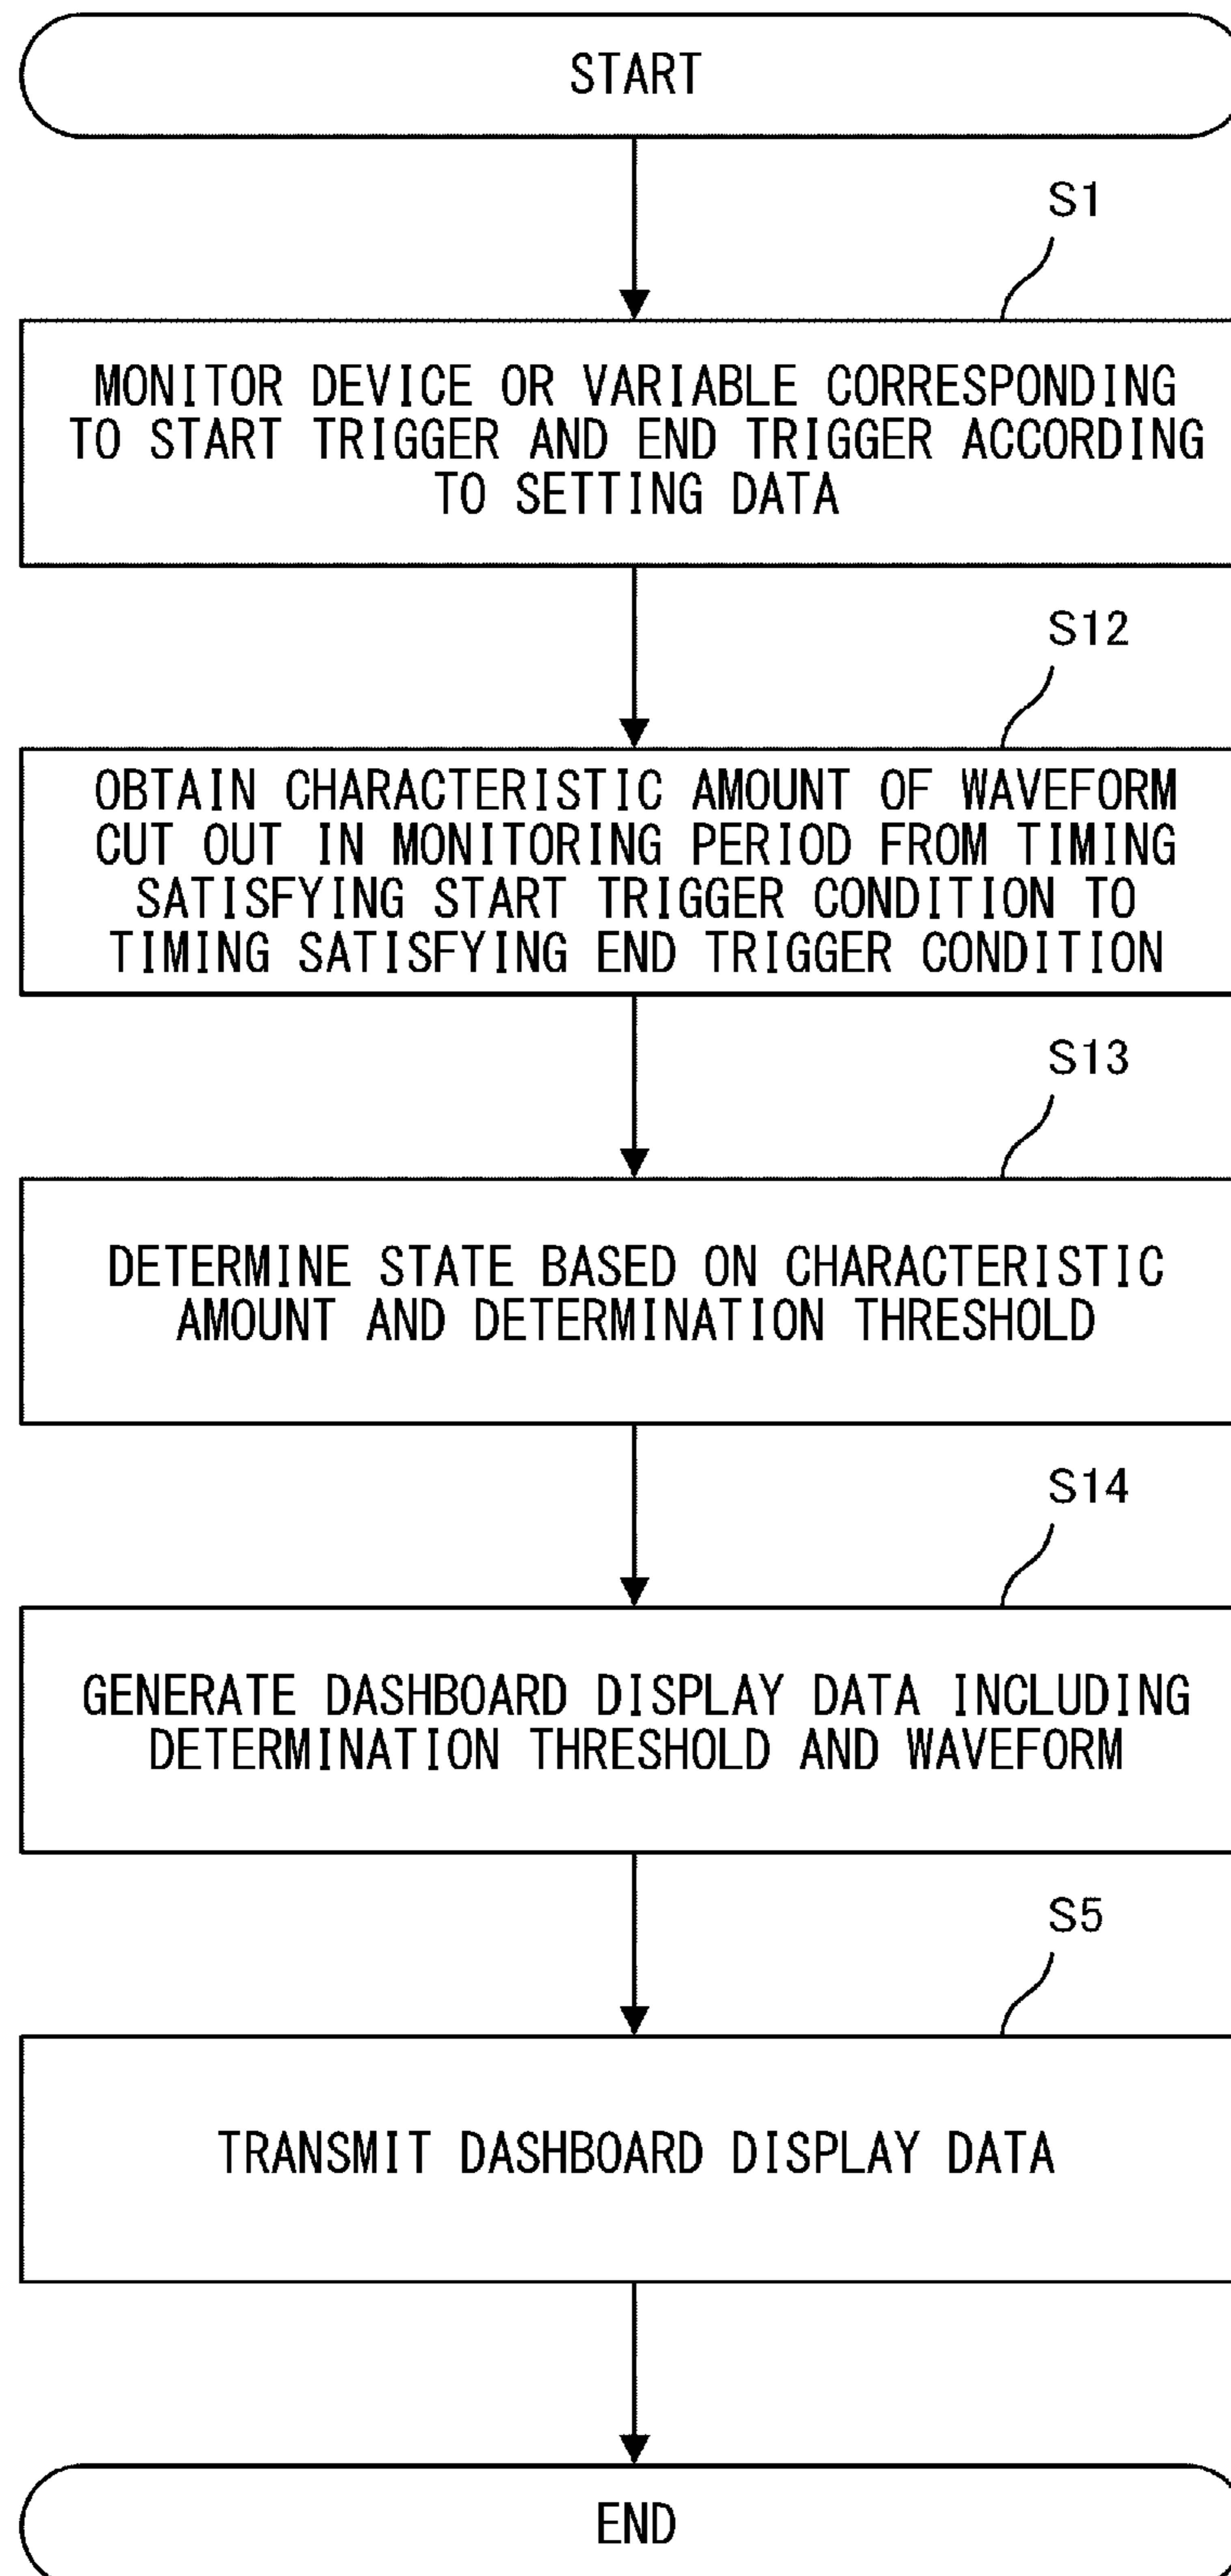 START
S1
MONITOR DEVICE OR VARIABLE CORRESPONDING
TO START TRIGGER AND END TRIGGER ACCORDING
TO SETTING DATA
S12
OBTAIN CHARACTERISTIC AMOUNT OF WAVEFORM
CUT OUT IN MONITORING PERIOD FROM TIMING
SATISFYING START TRIGGER CONDITION TO
TIMING SATISFYING END TRIGGER CONDITION
S13
DETERMINE STATE BASED ON CHARACTERISTIC
AMOUNT AND DETERMINATION THRESHOLD
S14
GENERATE DASHBOARD DISPLAY DATA INCLUDING
DETERMINATION THRESHOLD AND WAVEFORM
S5
TRANSMIT DASHBOARD DISPLAY DATA
END